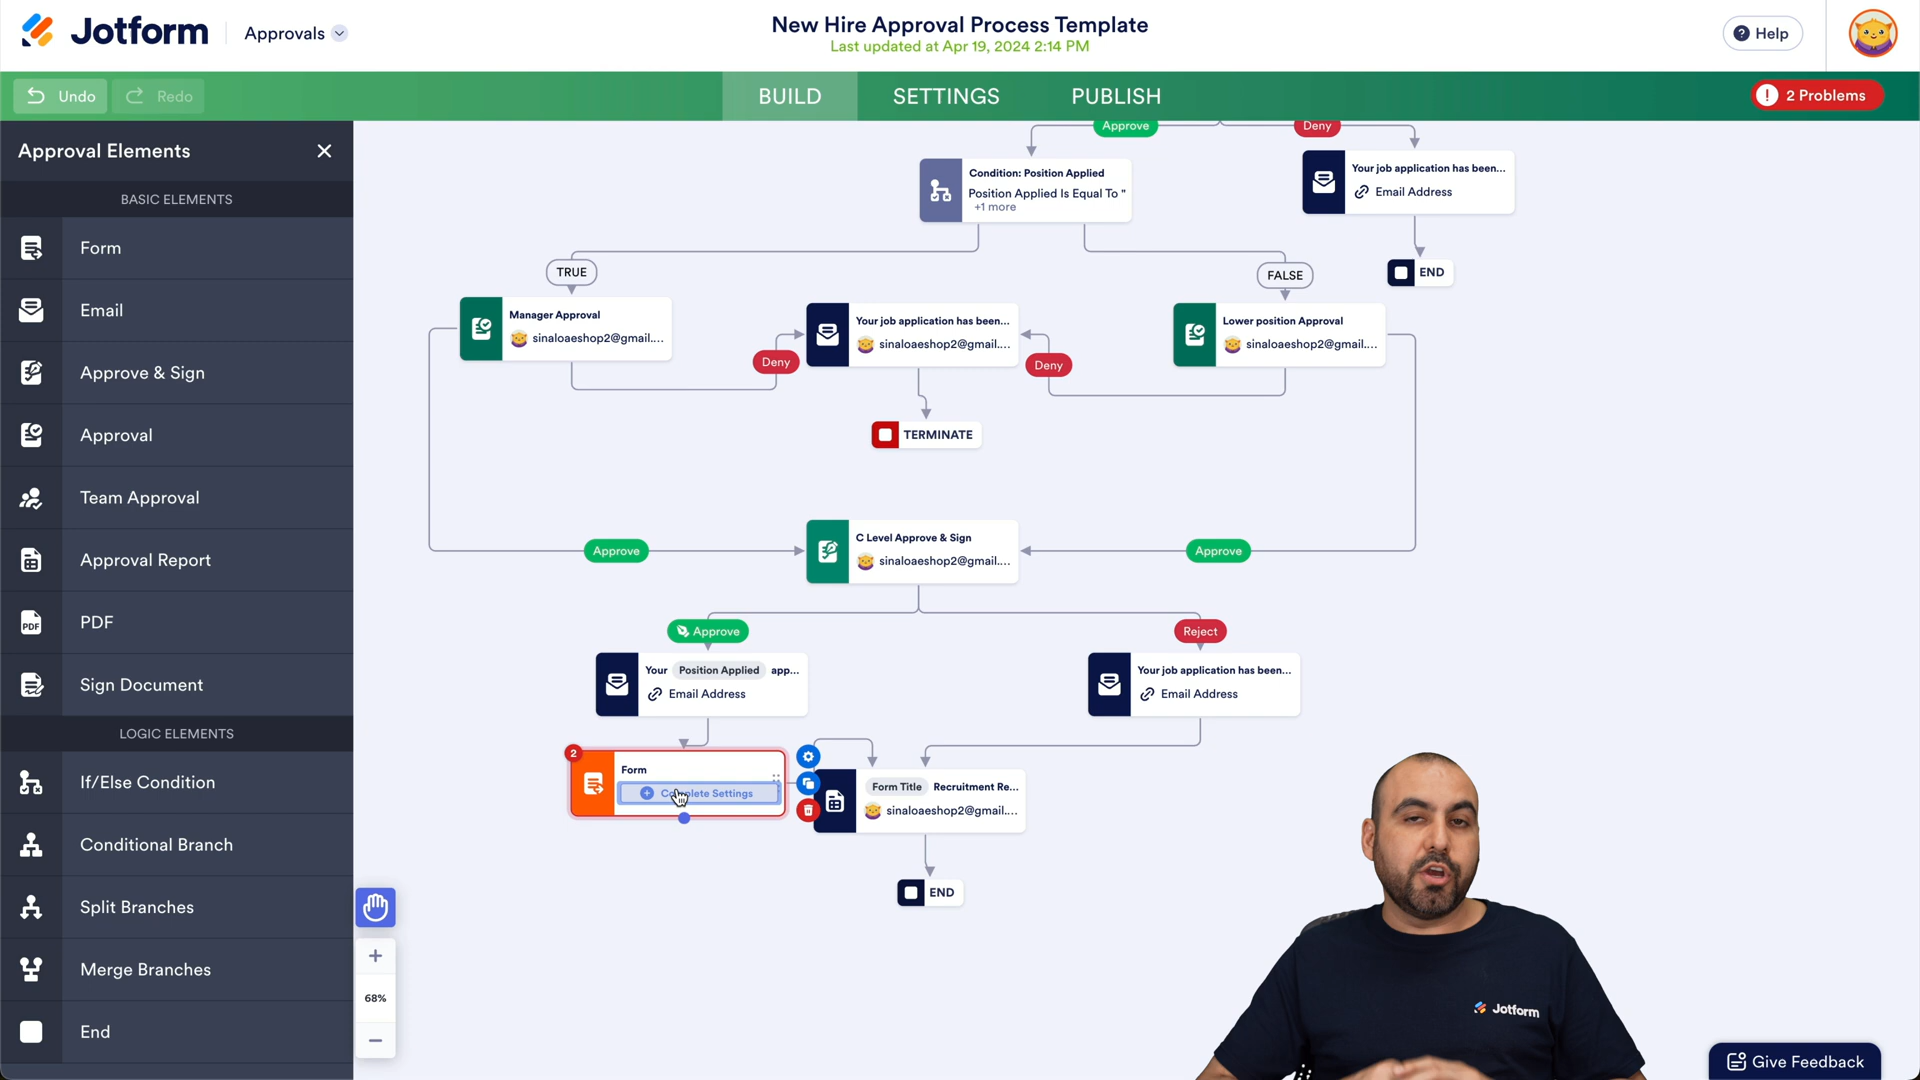 Jotform
Approvals
New Hire Approval Process Template
Last updated at Apr 19, 2024 2:14 PM
Help
Undo
Redo
BUILD
SETTINGS
PUBLISH
! 2 Problems
Approval Elements
BASIC ELEMENTS
Form
Email
Approve & Sign
Approval
Team Approval
Approval Report
PDF
PDF
Sign Document
LOGIC ELEMENTS
If/Else Condition
Conditional Branch
Split Branches
Merge Branches
End
68%
Approve
Deny
Condition: Position Applied
Position Applied Is Equal To "
+1 more
Your job application has been...
Email Address
END
TRUE
FALSE
Manager Approval
sinaloaeshop2@gmail....
Deny
Your job application has been...
sinaloaeshop2@gmail....
Deny
Lower position Approval
sinaloaeshop2@gmail....
TERMINATE
Approve
C Level Approve & Sign
sinaloaeshop2@gmail....
Approve
Approve
Reject
Your Position Applied app...
Email Address
Your job application has been...
Email Address
2
Form
Complete Settings
Form Title Recruitment Re...
sinaloaeshop2@gmail....
END
Jotform
Give Feedback